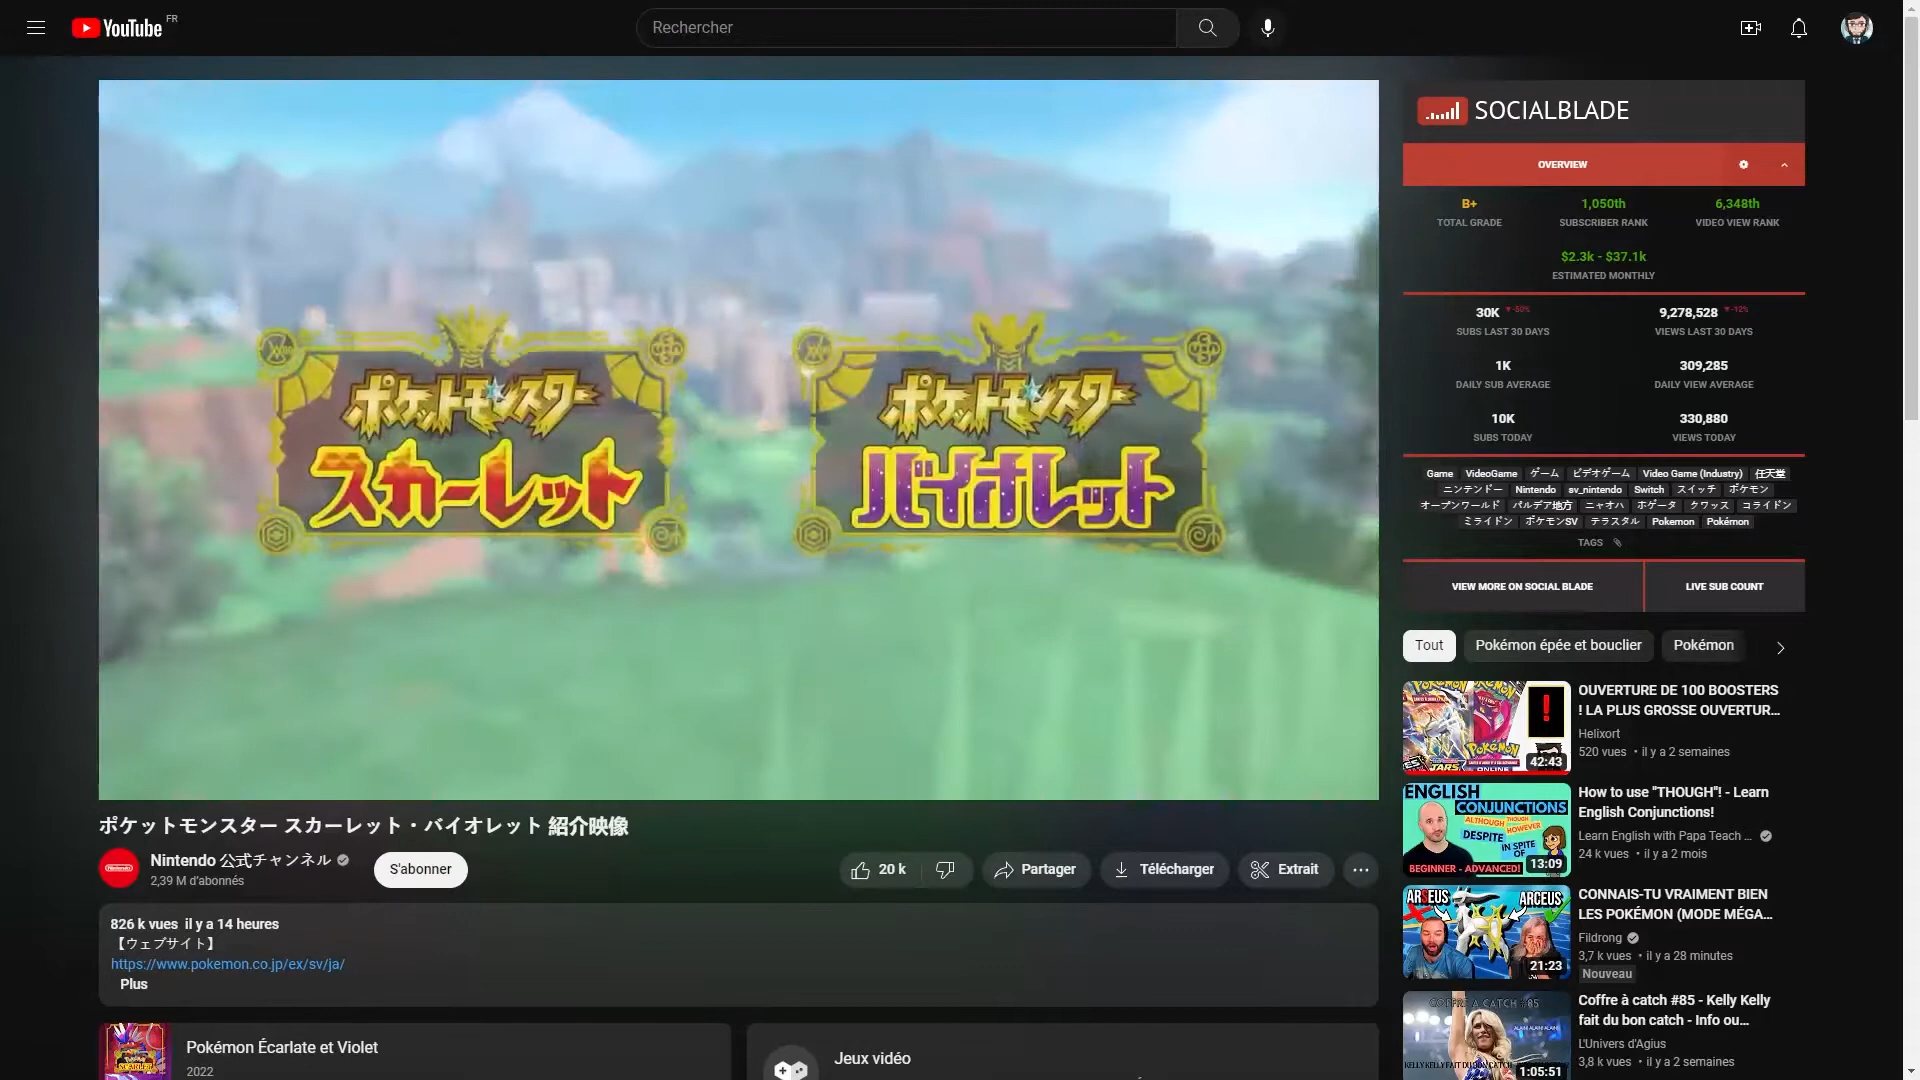 YouTube FR
Rechercher
ポケットモンスター
スカーレット
ポケットモンスター
バイオレット
ポケットモンスター スカーレット・バイオレット 紹介映像
Nintendo 公式チャンネル
2,39 M d'abonnés
S'abonner
20 k
Partager
Télécharger
Extrait
826 k vues il y a 14 heures
【ウェブサイト】
https://www.pokemon.co.jp/ex/sv/ja/
Plus
Pokémon Écarlate et Violet
2022
Jeux vidéo
SOCIALBLADE
OVERVIEW
B+ 1,050th 6,348th
TOTAL GRADE SUBSCRIBER RANK VIDEO VIEW RANK
$2.3k - $37.1k
ESTIMATED MONTHLY
30K -50% 9,278,528 -12%
SUBS LAST 30 DAYS VIEWS LAST 30 DAYS
1K 309,285
DAILY SUB AVERAGE DAILY VIEW AVERAGE
10K 330,880
SUBS TODAY VIEWS TODAY
Game VideoGame ゲーム ビデオゲーム Video Game (Industry) 任天堂
ニンテンドー Nintendo sv_nintendo Switch スイッチ ポケモン
オープンワールド パルデア地方 ニャオハ ホゲータ クワッス コライドン
ミライドン ポケモンSV テラスタル Pokemon Pokémon
TAGS
VIEW MORE ON SOCIAL BLADE LIVE SUB COUNT
Tout Pokémon épée et bouclier Pokémon
42:43
OUVERTURE DE 100 BOOSTERS
! LA PLUS GROSSE OUVERTUR...
Helixort
520 vues • il y a 2 semaines
ENGLISH
CONJUNCTIONS
ALTHOUGH THOUGH
HOWEVER
DESPITE
IN SPITE
OF
BEGINNER - ADVANCED!
13:09
How to use "THOUGH"! - Learn
English Conjunctions!
Learn English with Papa Teach ...
24 k vues • il y a 2 mois
ARSEUS ARCEUS
21:23
CONNAIS-TU VRAIMENT BIEN
LES POKÉMON (MODE MÉGA...
Fildrong
3,7 k vues • il y a 28 minutes
Nouveau
COFFRE A CATCH #85
1:05:51
Coffre à catch #85 - Kelly Kelly
fait du bon catch - Info ou...
L'Univers d'Agius
3,8 k vues • il y a 2 semaines